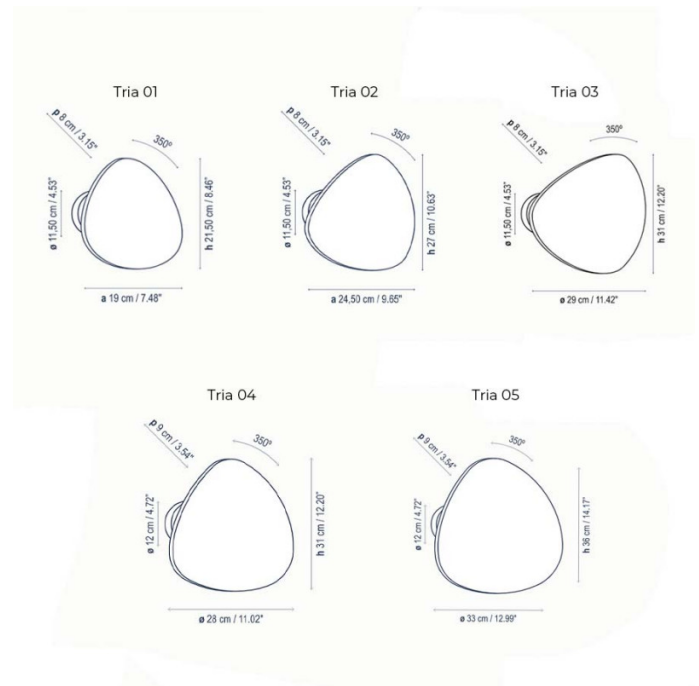 Tria 01
p 8 cm / 3.15"
350º
ø 11,50 cm / 4.53"
h 21,50 cm / 8.46"
a 19 cm / 7.48"
Tria 02
p 8 cm / 3.15"
350º
ø 11,50 cm / 4.53"
h 27 cm / 10.63"
a 24,50 cm / 9.65"
Tria 03
p 8 cm / 3.15"
350º
ø 11,50 cm / 4.53"
h 31 cm / 12.20"
ø 29 cm / 11.42"
Tria 04
p 9 cm / 3.54"
350º
ø 12 cm / 4.72"
h 31 cm / 12.20"
ø 28 cm / 11.02"
Tria 05
p 9 cm / 3.54"
350º
ø 12 cm / 4.72"
h 36 cm / 14.17"
ø 33 cm / 12.99"